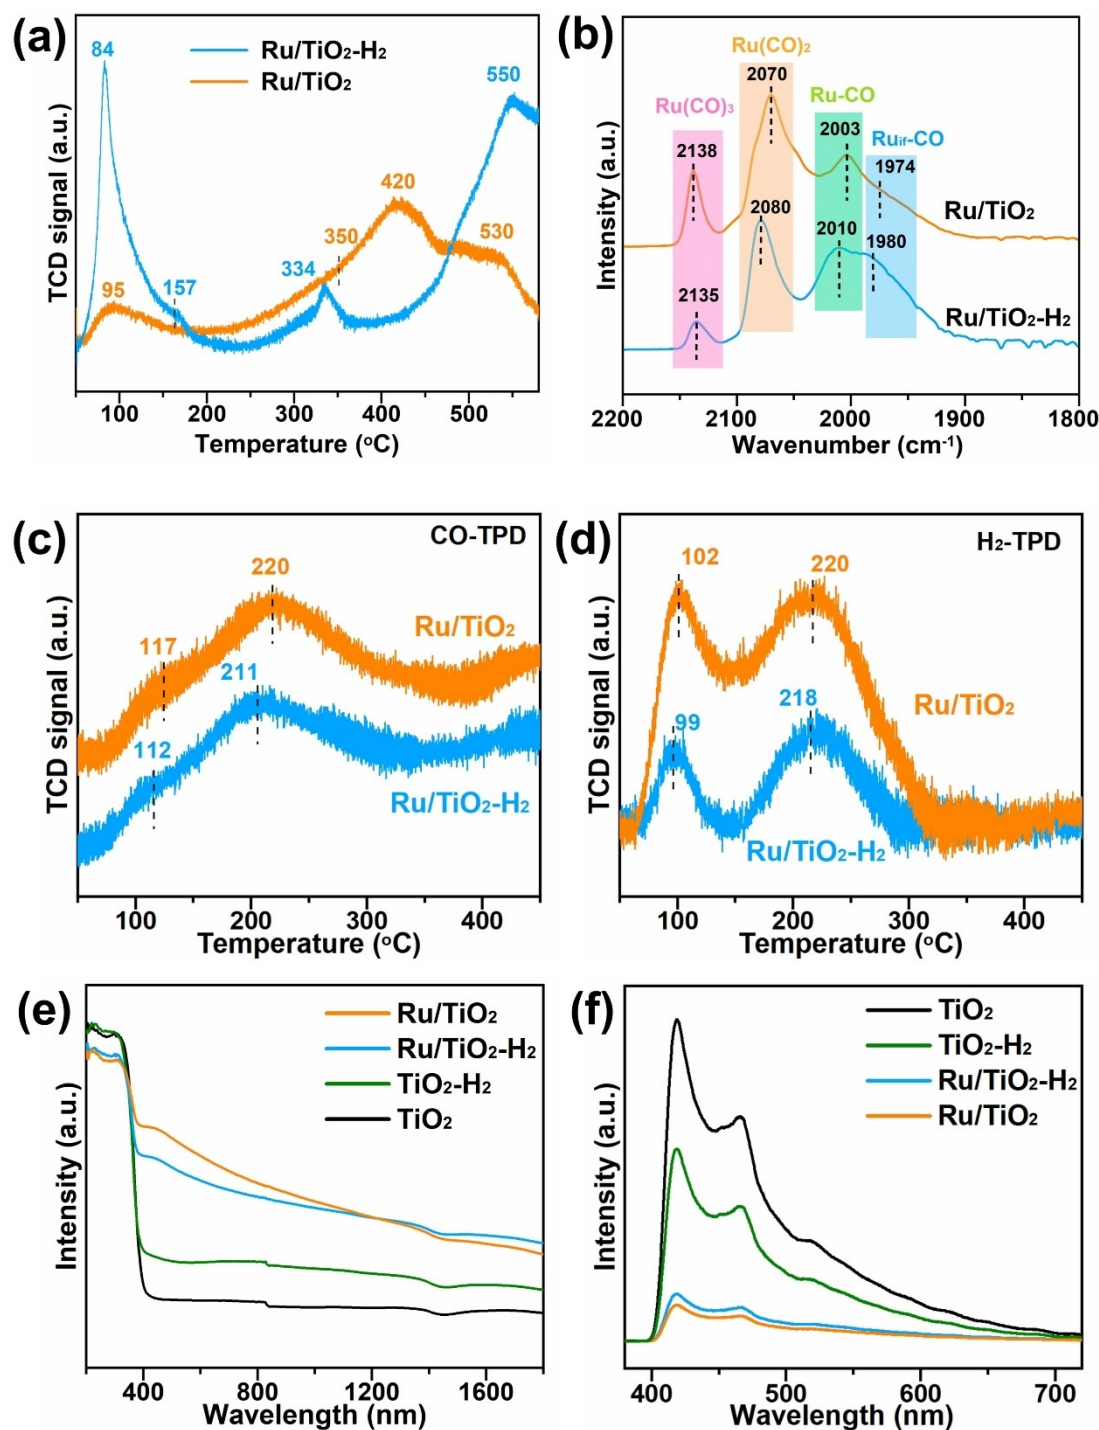 (a)
Ru/TiO₂-H₂
Ru/TiO₂
84
95
157
334
350
420
530
550
TCD signal (a.u.)
100 200 300 400 500
Temperature (°C)
(b)
Ru(CO)₃
Ru(CO)₂
Ru-CO
Ruᵢf-CO
2138
2070
2003
1974
Ru/TiO₂
2135
2080
2010
1980
Ru/TiO₂-H₂
Intensity (a.u.)
2200 2100 2000 1900 1800
Wavenumber (cm⁻¹)
(c)
CO-TPD
220
117
Ru/TiO₂
211
112
Ru/TiO₂-H₂
TCD signal (a.u.)
100 200 300 400
Temperature (°C)
(d)
H₂-TPD
102
220
Ru/TiO₂
99
218
Ru/TiO₂-H₂
TCD signal (a.u.)
100 200 300 400
Temperature (°C)
(e)
Ru/TiO₂
Ru/TiO₂-H₂
TiO₂-H₂
TiO₂
Intensity (a.u.)
400 800 1200 1600
Wavelength (nm)
(f)
TiO₂
TiO₂-H₂
Ru/TiO₂-H₂
Ru/TiO₂
Intensity (a.u.)
400 500 600 700
Wavelength (nm)